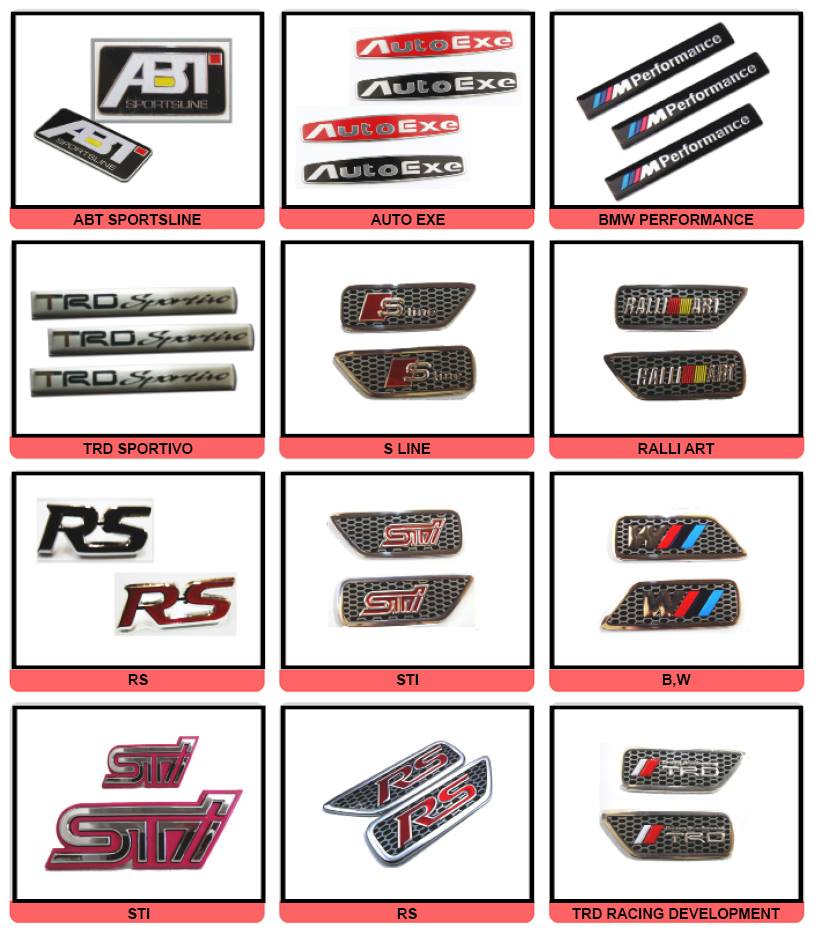 ABT
SPORTSLINE
ABT
SPORTSLINE
AutoExe
AutoExe
AutoExe
AutoExe
M Performance
M Performance
M Performance
ABT SPORTSLINE
AUTO EXE
BMW PERFORMANCE
TRD Sportivo
TRD Sportivo
TRD Sportivo
S line
S line
RALLI ART
RALLI ART
TRD SPORTIVO
S LINE
RALLI ART
RS
RS
STi
STi
RS
STI
B,W
STi
STi
RS
RS
TRD
TRD
STI
RS
TRD RACING DEVELOPMENT